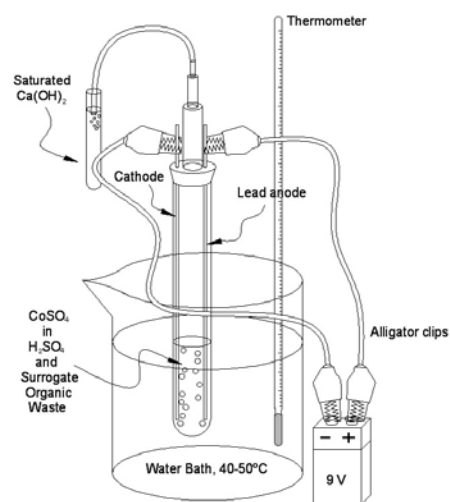 Thermometer
Saturated
Ca(OH)₂
Cathode
Lead anode
CoSO₄
in
H₂SO₄
and
Surrogate
Organic
Waste
Alligator clips
− +
9 V
Water Bath, 40-50ºC